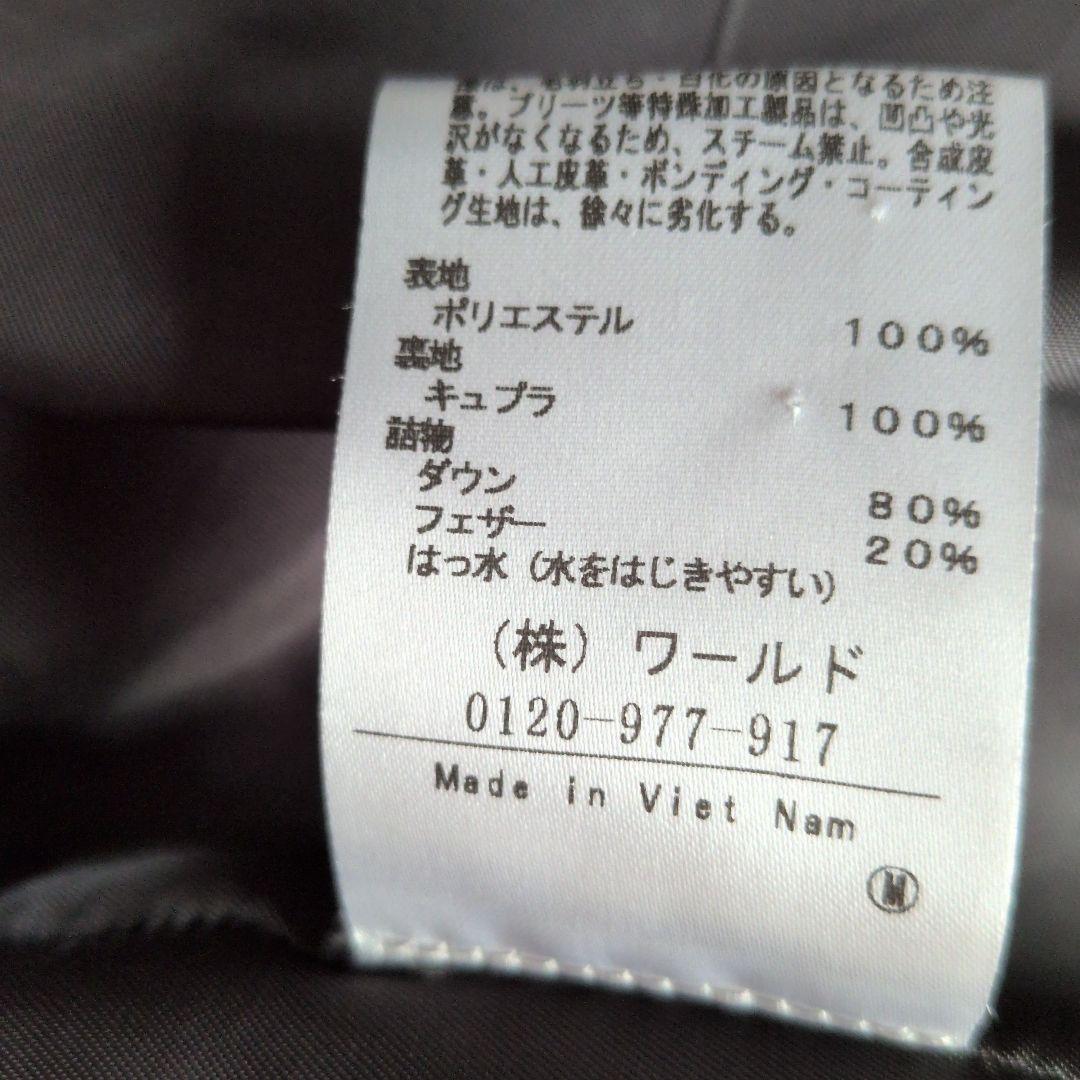 毛羽立ち・白化の原因となるため注
意。プリーツ等特殊加工製品は、凹凸や光
沢がなくなるため、スチーム禁止。合成皮
革・人工皮革・ボンディング・コーティン
グ生地は、徐々に劣化する。
表地
ポリエステル 100%
裏地
キュプラ 100%
詰物
ダウン 80%
フェザー 20%
はっ水（水をはじきやすい）
（株）ワールド
0120-977-917
Made in Viet Nam
M